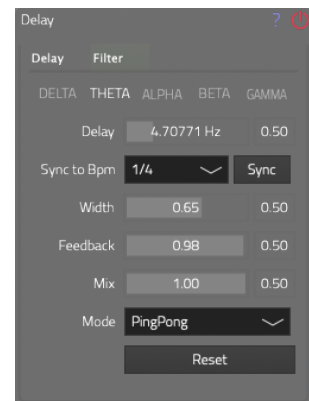 Delay ?
Delay Filter
DELTA THETA ALPHA BETA GAMMA
Delay 4.70771 Hz 0.50
Sync to Bpm 1/4 Sync
Width 0.65 0.50
Feedback 0.98 0.50
Mix 1.00 0.50
Mode PingPong
Reset